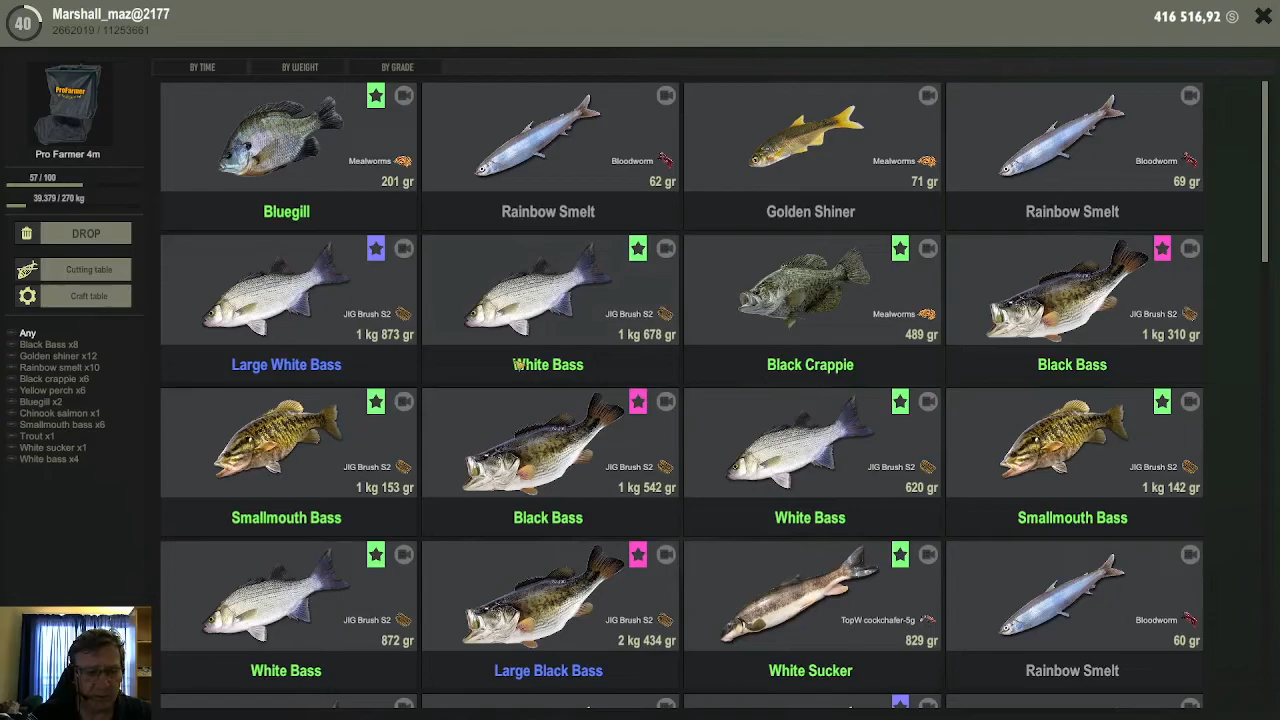 40
Marshall_maz@2177
2662019 / 11253661
416 516,92
BY TIME
BY WEIGHT
BY GRADE
ProFarmer
Pro Farmer 4m
57 / 100
39.379 / 270 kg
DROP
Cutting table
Craft table
Any
Black Bass x8
Golden shiner x12
Rainbow smelt x10
Black crappie x6
Yellow perch x6
Bluegill x2
Chinook salmon x1
Smallmouth bass x6
Trout x1
White sucker x1
White bass x4
Mealworms
201 gr
Bluegill
Bloodworm
62 gr
Rainbow Smelt
Mealworms
71 gr
Golden Shiner
Bloodworm
69 gr
Rainbow Smelt
JIG Brush S2
1 kg 873 gr
Large White Bass
JIG Brush S2
1 kg 678 gr
White Bass
Mealworms
489 gr
Black Crappie
JIG Brush S2
1 kg 310 gr
Black Bass
JIG Brush S2
1 kg 153 gr
Smallmouth Bass
JIG Brush S2
1 kg 542 gr
Black Bass
JIG Brush S2
620 gr
White Bass
JIG Brush S2
1 kg 142 gr
Smallmouth Bass
JIG Brush S2
872 gr
White Bass
JIG Brush S2
2 kg 434 gr
Large Black Bass
TopW cockchafer-5g
829 gr
White Sucker
Bloodworm
60 gr
Rainbow Smelt